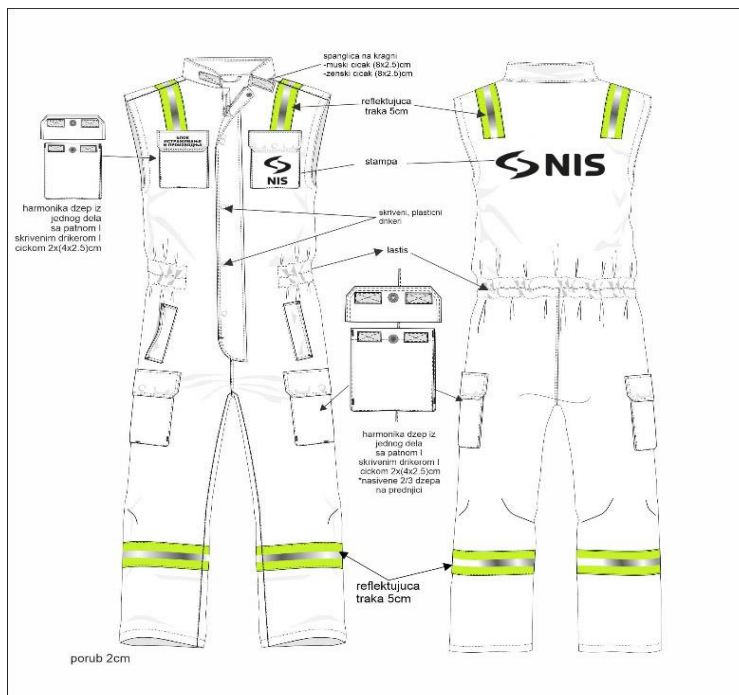 spanglica na kragni
-muski cicak (8x2.5)cm
-zenski cicak (8x2.5)cm
reflektujuca
traka 5cm
БЛОК
ИСТРАЖИВАЊЕ
И ПРОИЗВОДЊА
NIS
stampa
NIS
harmonika dzep iz
jednog dela
sa patnom I
skrivenim drikerom I
cickom 2x(4x2.5)cm
skriveni, plasticni
drikeri
lastis
harmonika dzep iz
jednog dela
sa patnom I
skrivenim drikerom I
cickom 2x(4x2.5)cm
*nasivene 2/3 dzepa
na prednjici
reflektujuca
traka 5cm
porub 2cm